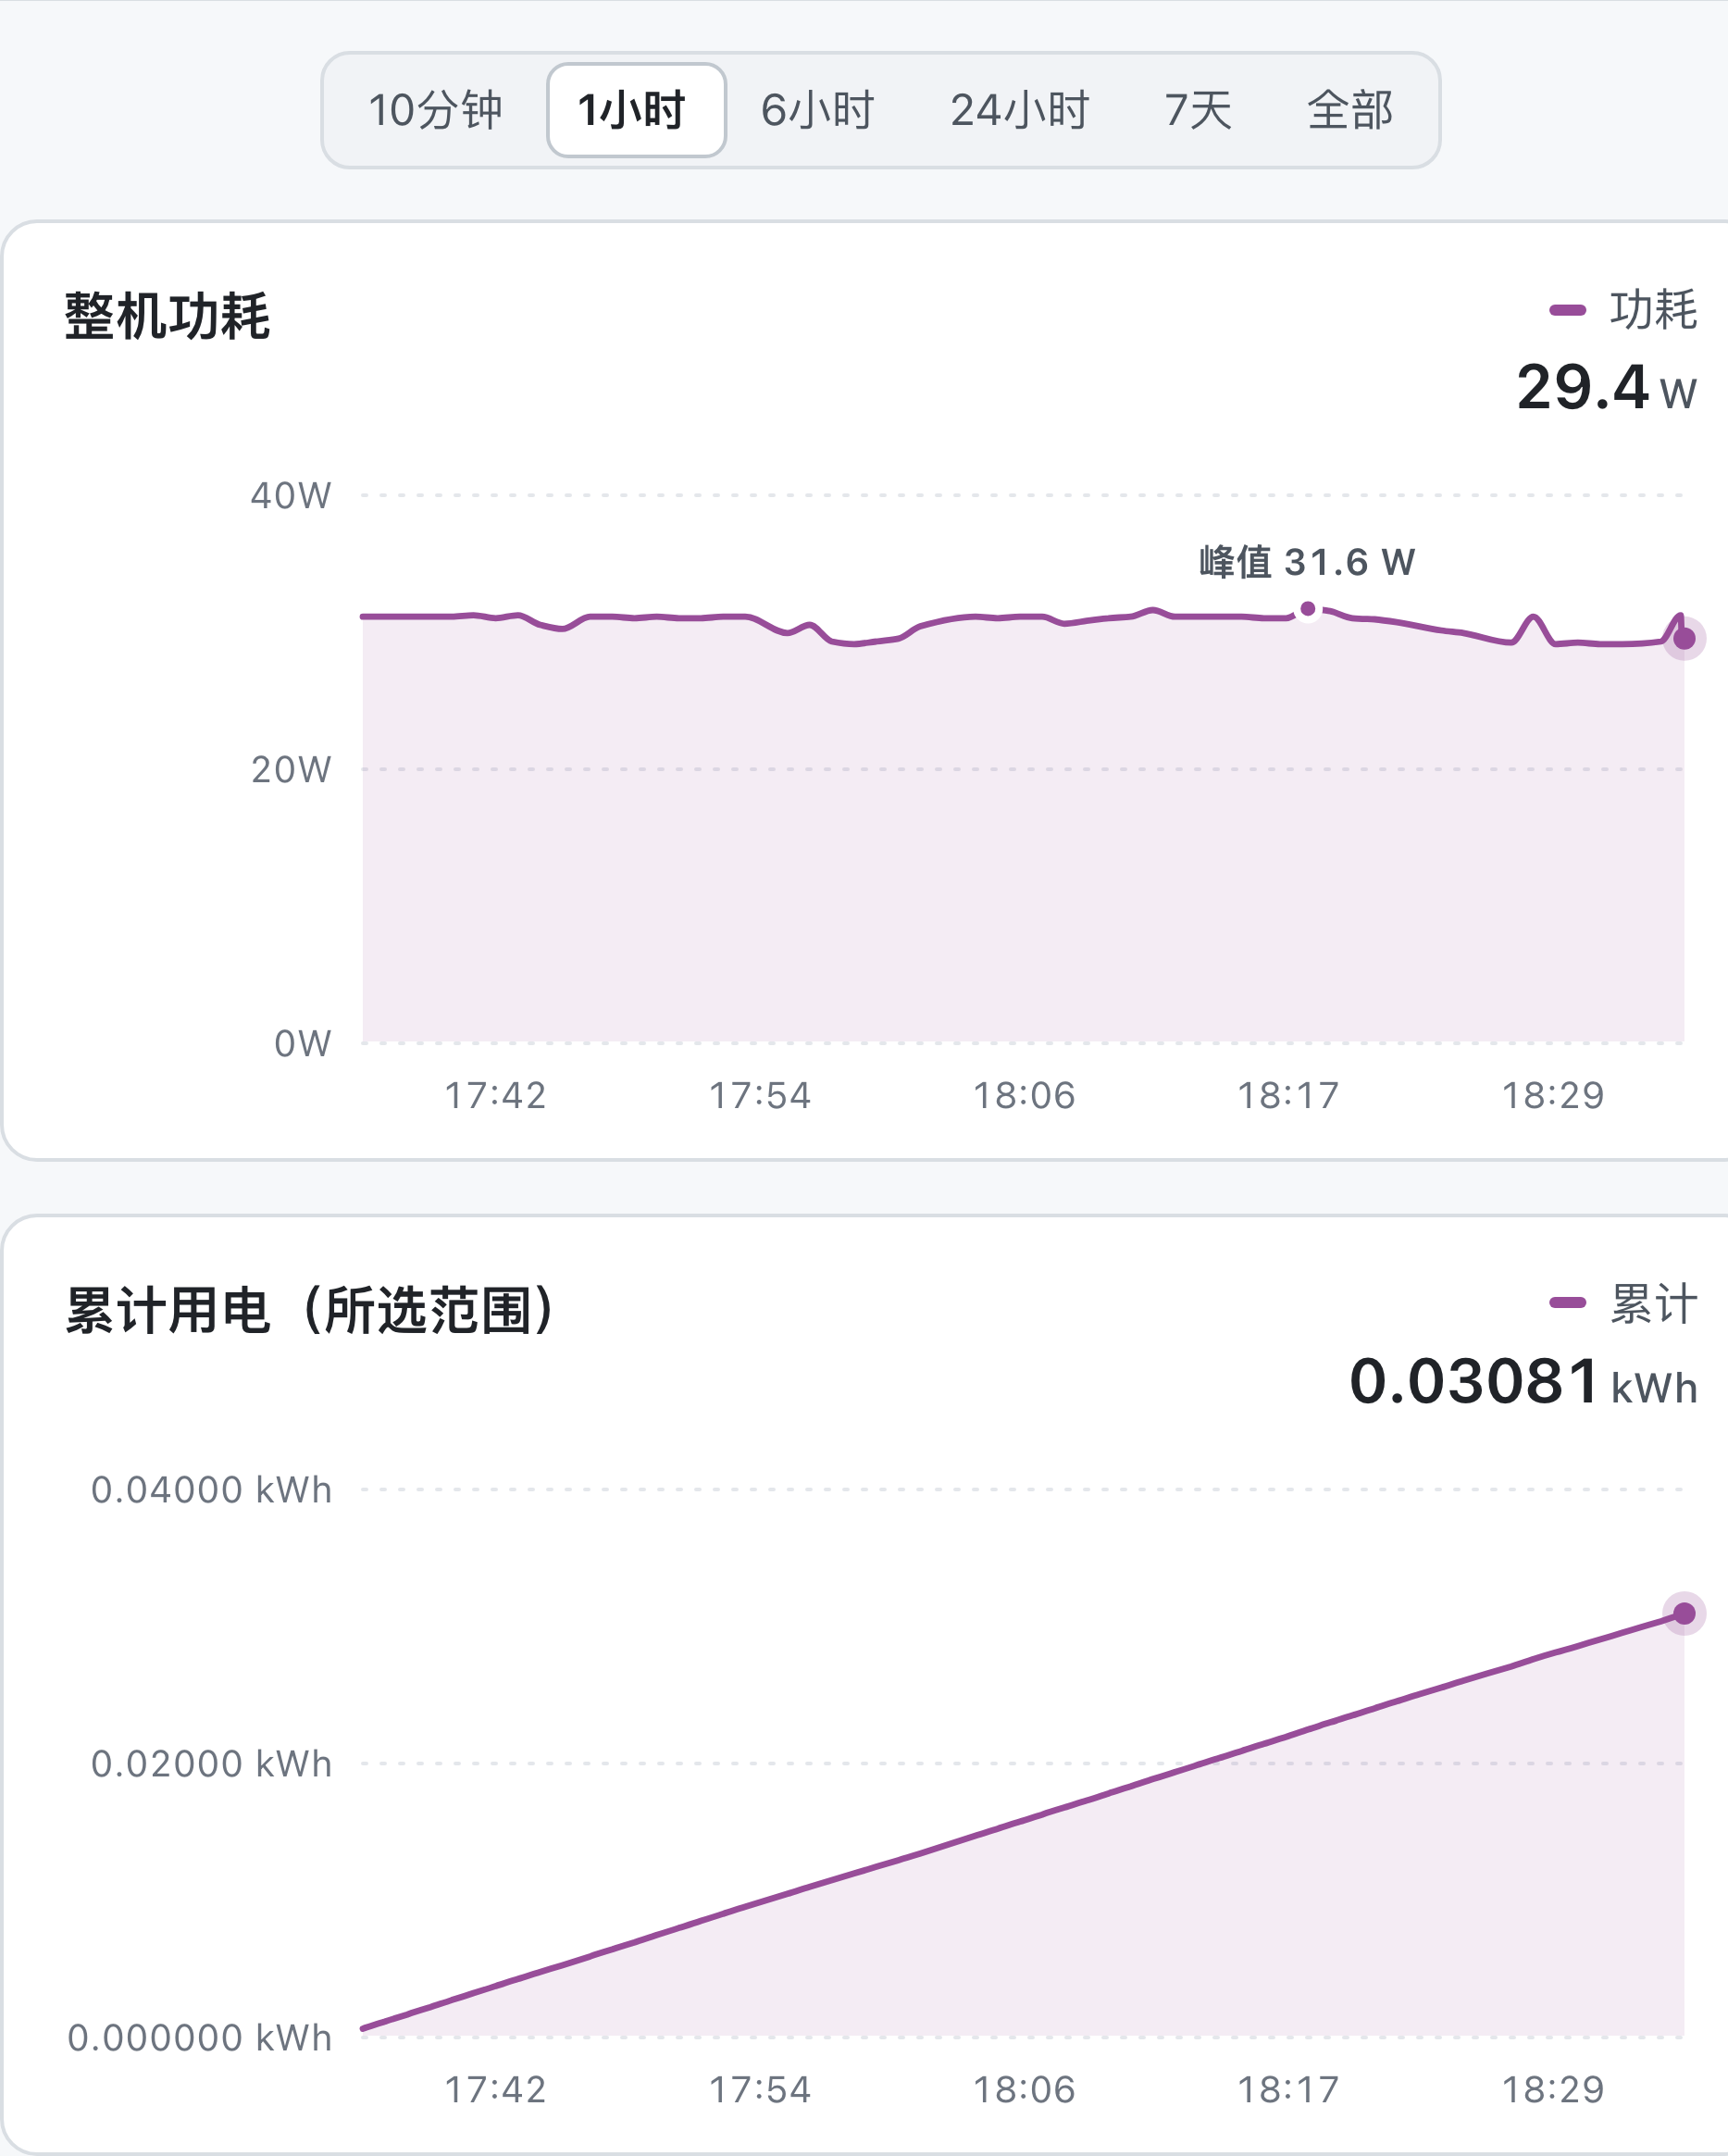 10分钟 1小时 6小时 24小时 7天 全部
整机功耗
功耗
29.4 W
40W
峰值 31.6 W
20W
0W
17:42 17:54 18:06 18:17 18:29
累计用电（所选范围）
累计
0.03081 kWh
0.04000 kWh
0.02000 kWh
0.000000 kWh
17:42 17:54 18:06 18:17 18:29